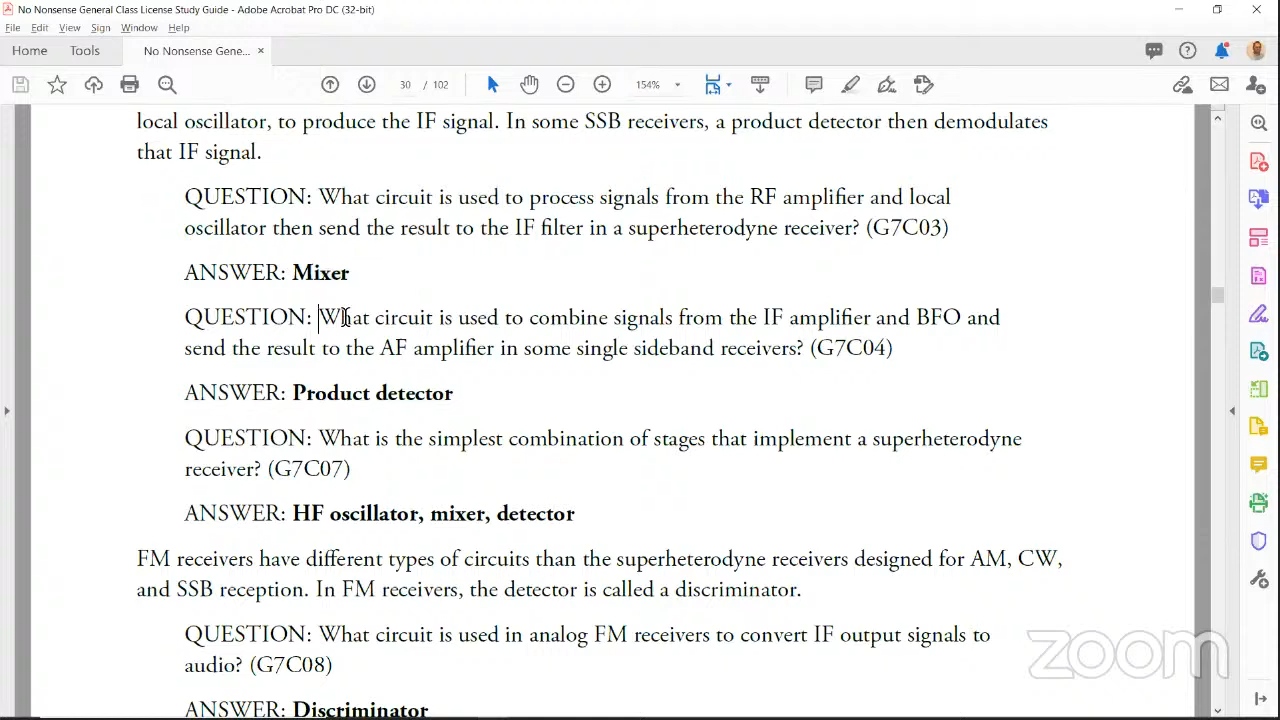 No Nonsense General Class License Study Guide - Adobe Acrobat Pro DC (32-bit)
File Edit View Sign Window Help
Home Tools No Nonsense Gene... ×
30 / 102 154%
local oscillator, to produce the IF signal. In some SSB receivers, a product detector then demodulates
that IF signal.
QUESTION: What circuit is used to process signals from the RF amplifier and local
oscillator then send the result to the IF filter in a superheterodyne receiver? (G7C03)
ANSWER: Mixer
QUESTION: What circuit is used to combine signals from the IF amplifier and BFO and
send the result to the AF amplifier in some single sideband receivers? (G7C04)
ANSWER: Product detector
QUESTION: What is the simplest combination of stages that implement a superheterodyne
receiver? (G7C07)
ANSWER: HF oscillator, mixer, detector
FM receivers have different types of circuits than the superheterodyne receivers designed for AM, CW,
and SSB reception. In FM receivers, the detector is called a discriminator.
QUESTION: What circuit is used in analog FM receivers to convert IF output signals to
audio? (G7C08)
ANSWER: Discriminator
zoom